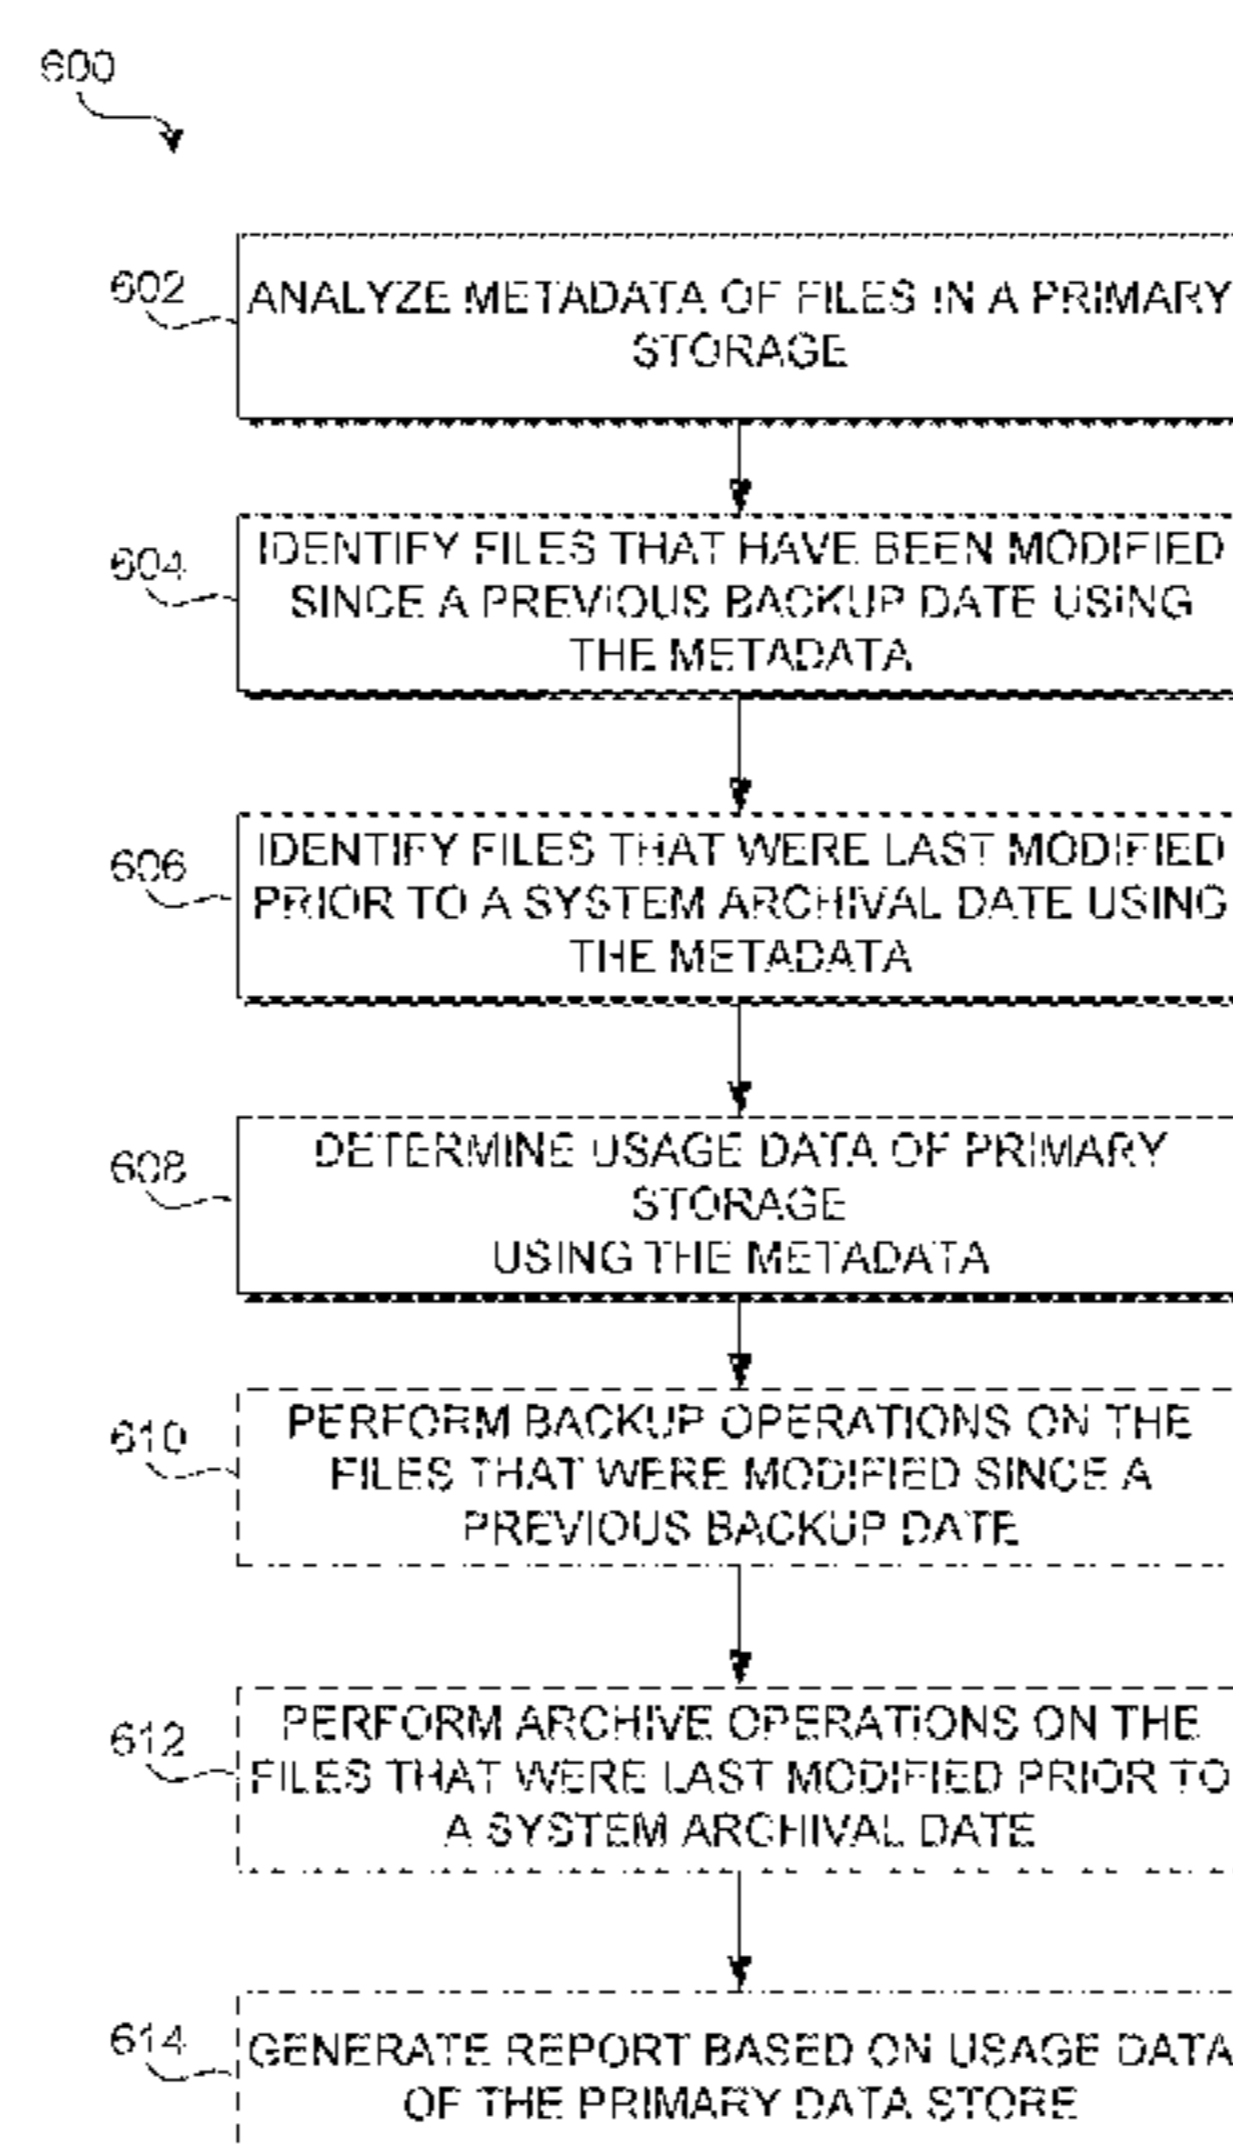 600
602
ANALYZE METADATA OF FILES IN A PRIMARY
STORAGE
604
IDENTIFY FILES THAT HAVE BEEN MODIFIED
SINCE A PREVIOUS BACKUP DATE USING
THE METADATA
606
IDENTIFY FILES THAT WERE LAST MODIFIED
PRIOR TO A SYSTEM ARCHIVAL DATE USING
THE METADATA
608
DETERMINE USAGE DATA OF PRIMARY
STORAGE
USING THE METADATA
610
PERFORM BACKUP OPERATIONS ON THE
FILES THAT WERE MODIFIED SINCE A
PREVIOUS BACKUP DATE
612
PERFORM ARCHIVE OPERATIONS ON THE
FILES THAT WERE LAST MODIFIED PRIOR TO
A SYSTEM ARCHIVAL DATE
614
GENERATE REPORT BASED ON USAGE DATA
OF THE PRIMARY DATA STORE